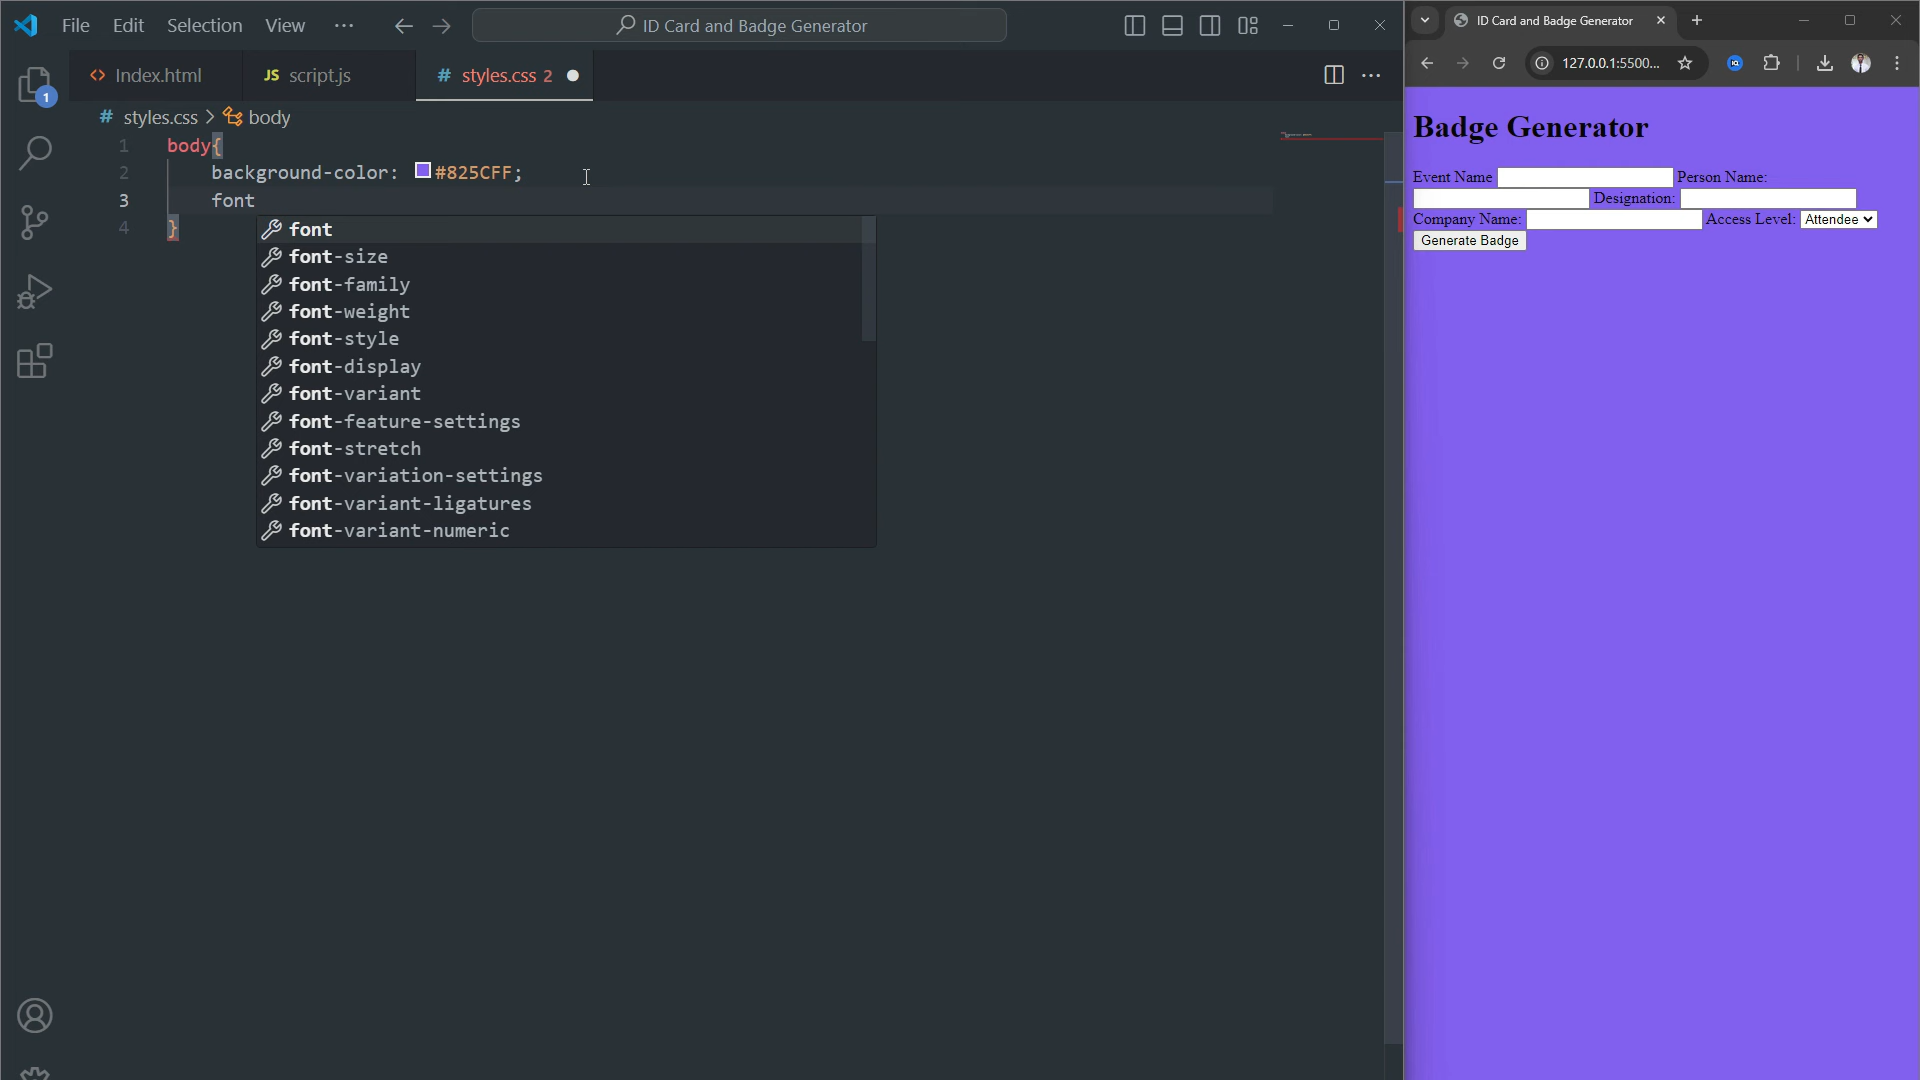 File Edit Selection View ··· ID Card and Badge Generator
Index.html JS script.js # styles.css 2
# styles.css > body
1 body{
2 background-color: #825CFF;
3 font
4 }
font
font-size
font-family
font-weight
font-style
font-display
font-variant
font-feature-settings
font-stretch
font-variation-settings
font-variant-ligatures
font-variant-numeric
1
ID Card and Badge Generator
127.0.0.1:5500...
Badge Generator
Event Name Person Name:
Designation:
Company Name: Access Level: Attendee
Generate Badge